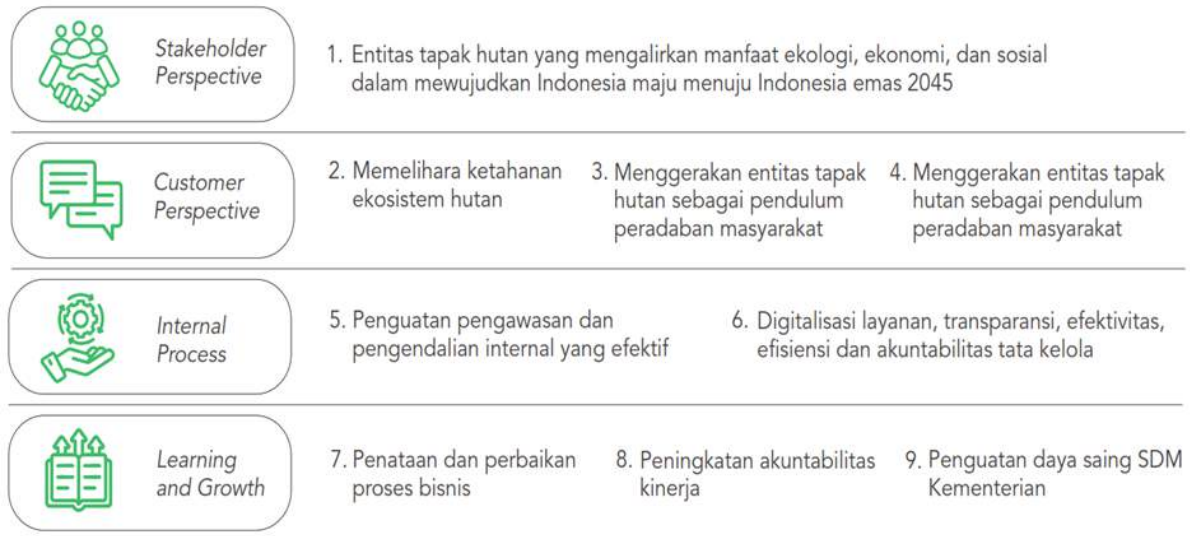 Stakeholder
Perspective
1. Entitas tapak hutan yang mengalirkan manfaat ekologi, ekonomi, dan sosial
dalam mewujudkan Indonesia maju menuju Indonesia emas 2045
Customer
Perspective
2. Memelihara ketahanan
ekosistem hutan
3. Menggerakan entitas tapak
hutan sebagai pendulum
peradaban masyarakat
4. Menggerakan entitas tapak
hutan sebagai pendulum
peradaban masyarakat
Internal
Process
5. Penguatan pengawasan dan
pengendalian internal yang efektif
6. Digitalisasi layanan, transparansi, efektivitas,
efisiensi dan akuntabilitas tata kelola
Learning
and Growth
7. Penataan dan perbaikan
proses bisnis
8. Peningkatan akuntabilitas
kinerja
9. Penguatan daya saing SDM
Kementerian